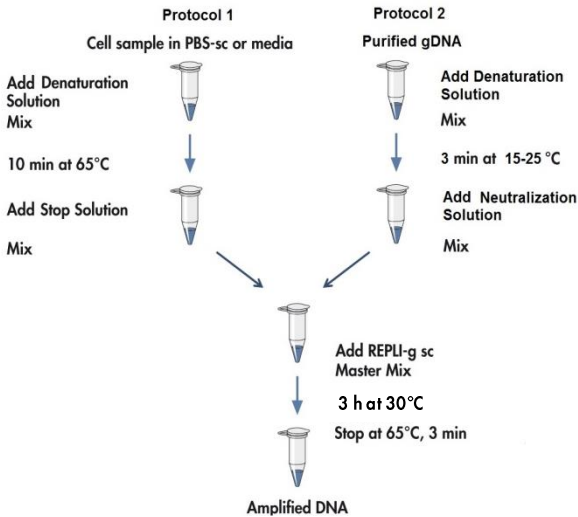 Protocol 1
Cell sample in PBS-sc or media
Add Denaturation
Solution
Mix
10 min at 65°C
Add Stop Solution
Mix
Protocol 2
Purified gDNA
Add Denaturation
Solution
Mix
3 min at 15-25 °C
Add Neutralization
Solution
Mix
Add REPLI-g sc
Master Mix
3 h at 30°C
Stop at 65°C, 3 min
Amplified DNA